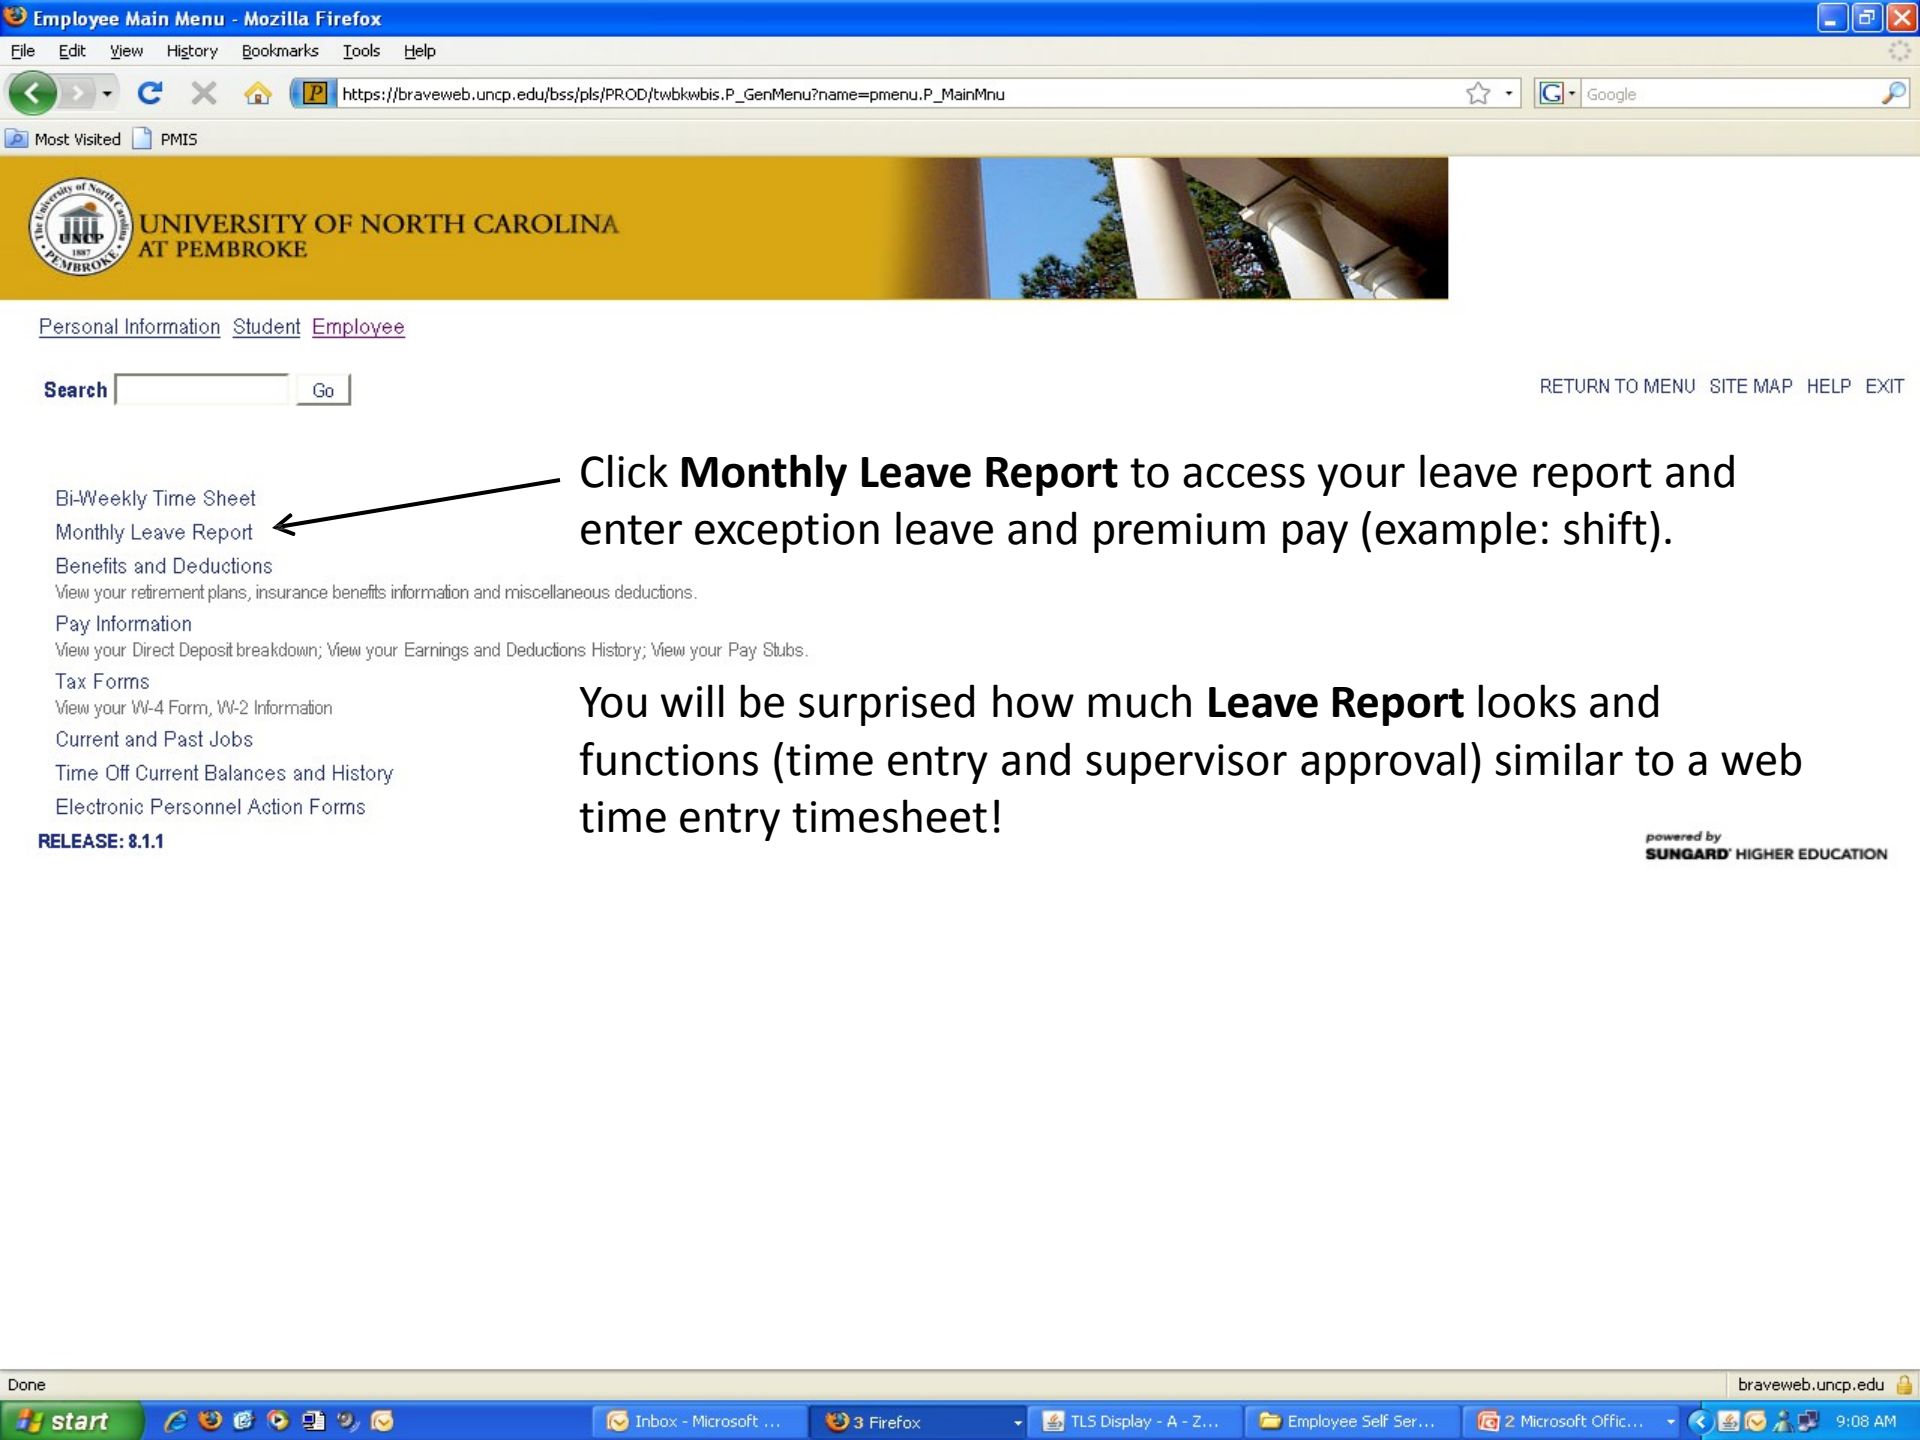 Employee Main Menu - Mozilla Firefox
File Edit View History Bookmarks Tools Help
P https://braveweb.uncp.edu/bss/pls/PROD/twbkwbis.P_GenMenu?name=pmenu.P_MainMnu
G Google
Most Visited PMIS
The University of North Carolina
UNCP
1887
PEMBROKE
UNIVERSITY OF NORTH CAROLINA
AT PEMBROKE
Personal Information Student Employee
Search Go
RETURN TO MENU SITE MAP HELP EXIT
Click Monthly Leave Report to access your leave report and
enter exception leave and premium pay (example: shift).
Bi-Weekly Time Sheet
Monthly Leave Report
Benefits and Deductions
View your retirement plans, insurance benefits information and miscellaneous deductions.
Pay Information
View your Direct Deposit breakdown; View your Earnings and Deductions History; View your Pay Stubs.
Tax Forms
View your W-4 Form, W-2 Information
Current and Past Jobs
Time Off Current Balances and History
Electronic Personnel Action Forms
You will be surprised how much Leave Report looks and
functions (time entry and supervisor approval) similar to a web
time entry timesheet!
RELEASE: 8.1.1
powered by
SUNGARD' HIGHER EDUCATION
Done
braveweb.uncp.edu
start
Inbox - Microsoft ...
3 Firefox
TLS Display - A - Z...
Employee Self Ser...
2 Microsoft Offic...
9:08 AM